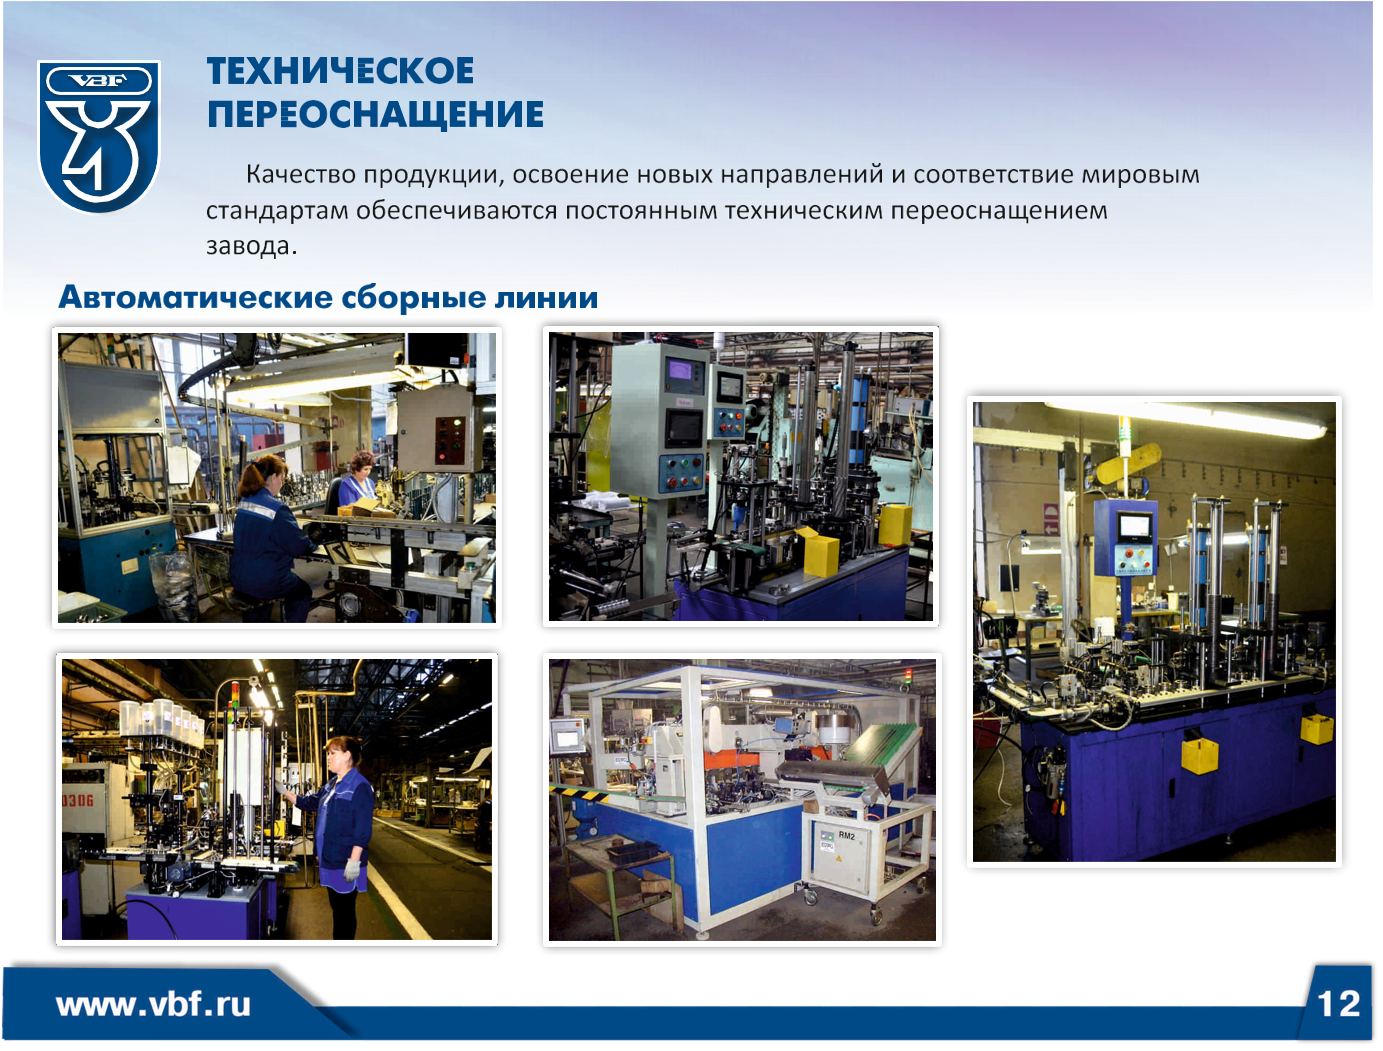 VBF
ТЕХНИЧЕСКОЕ
ПЕРЕОСНАЩЕНИЕ
Качество продукции, освоение новых направлений и соответствие мировым
стандартам обеспечиваются постоянным техническим переоснащением
завода.
Автоматические сборные линии
RM2
www.vbf.ru
12